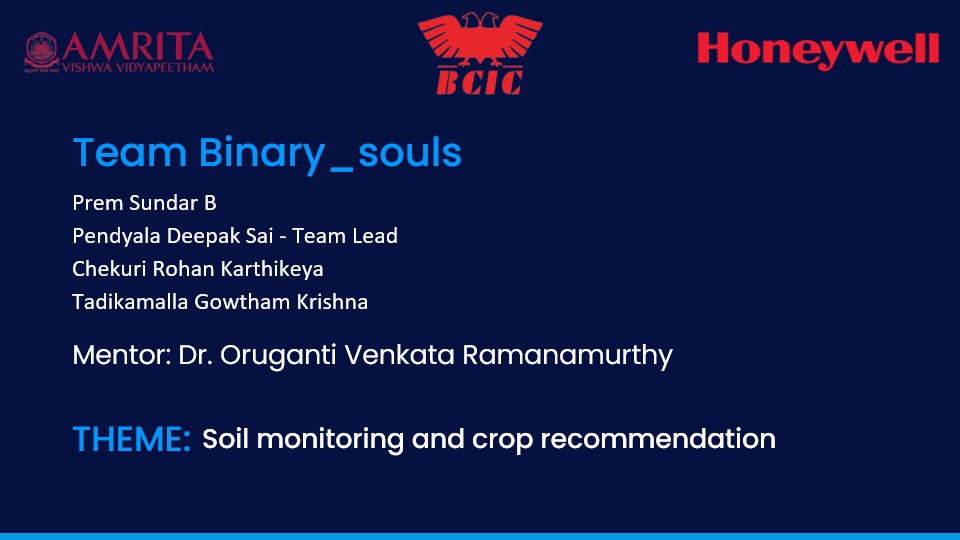 AMRITA
VISHWA VIDYAPEETHAM
BCIC
Honeywell
Team Binary_souls
Prem Sundar B
Pendyala Deepak Sai - Team Lead
Chekuri Rohan Karthikeya
Tadikamalla Gowtham Krishna
Mentor: Dr. Oruganti Venkata Ramanamurthy
THEME: Soil monitoring and crop recommendation